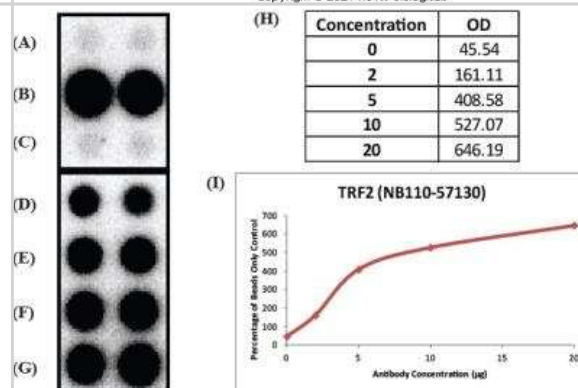 (A)
(B)
(C)
(D)
(E)
(F)
(G)
(H)
Concentration OD
0 45.54
2 161.11
5 408.58
10 527.07
20 646.19
(I)
TRF2 (NB110-57130)
Percentage of Beads Only Control
700
600
500
400
300
200
100
0
0 5 10 15 20
Antibody Concentration (µg)